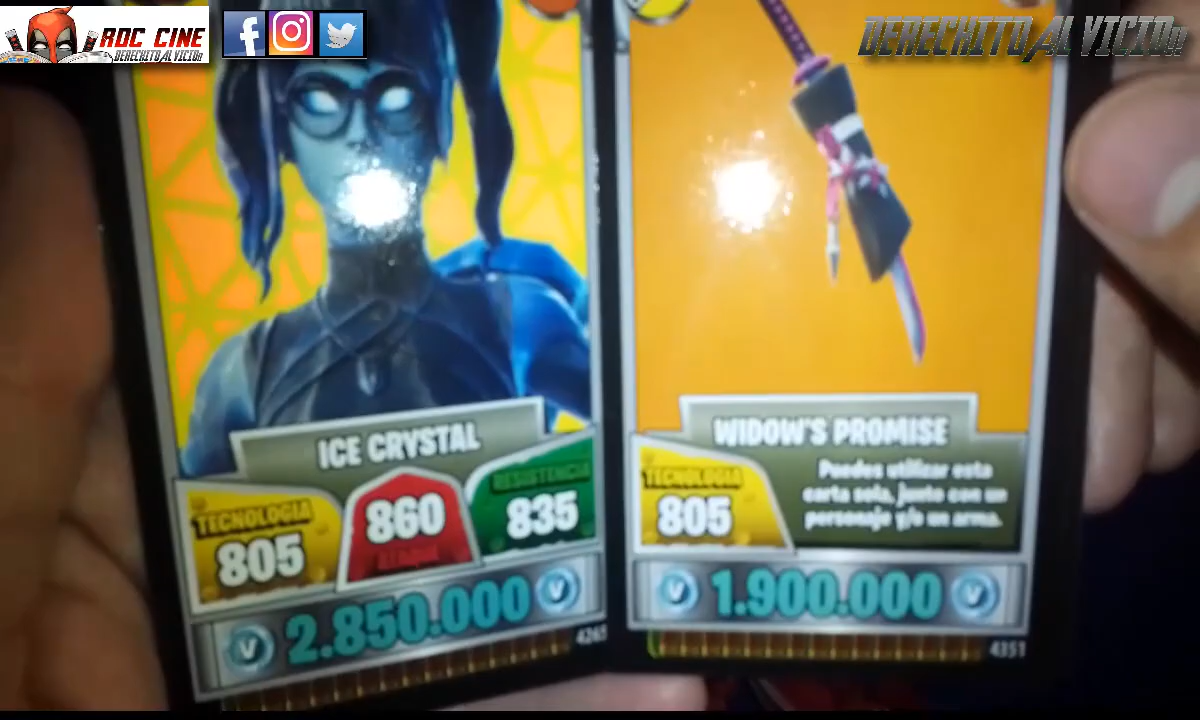 RDC CINE
DERECHITO AL VICIO!!
DERECHITO AL VICIO!!
ICE CRYSTAL
TECNOLOGIA
805
860
ATAQUE
RESISTENCIA
835
V 2.850.000 V
4265
WIDOW'S PROMISE
TECNOLOGIA
805
Puedes utilizar esta
carta sola, junto con un
personaje y/o un arma.
V 1.900.000 V
4351